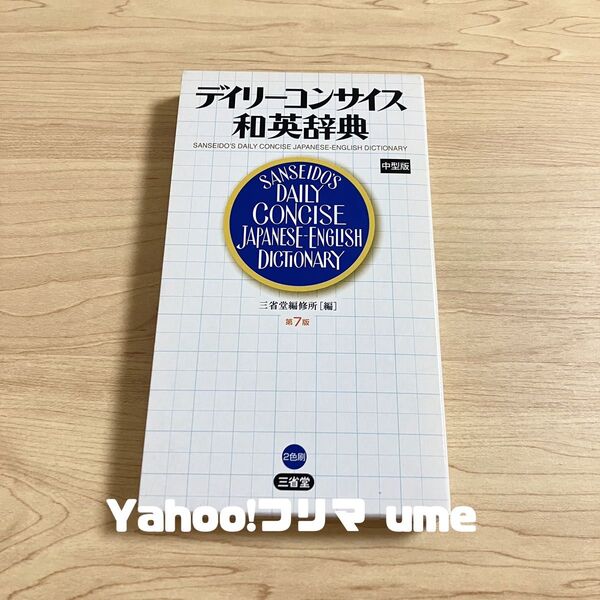 デイリーコンサイス
和英辞典
SANSEIDO'S DAILY CONCISE JAPANESE-ENGLISH DICTIONARY
中型版
SANSEIDO'S
DAILY
CONCISE
JAPANESE-ENGLISH
DICTIONARY
三省堂編修所[編]
第7版
2色刷
三省堂
Yahoo!フリマ ume